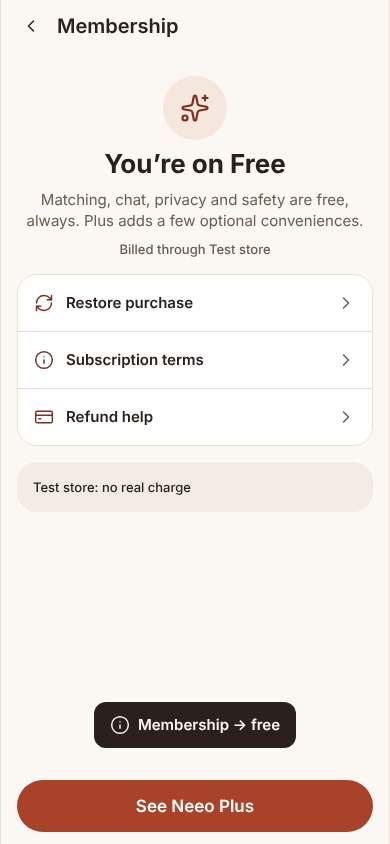 Membership
You’re on Free
Matching, chat, privacy and safety are free,
always. Plus adds a few optional conveniences.
Billed through Test store
Restore purchase
Subscription terms
Refund help
Test store: no real charge
Membership → free
See Neeo Plus